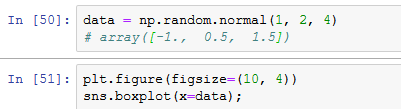 In [50]: data = np.random.normal(1, 2, 4)
# array([-1., 0.5, 1.5])
In [51]: plt.figure(figsize=(10, 4))
sns.boxplot(x=data);